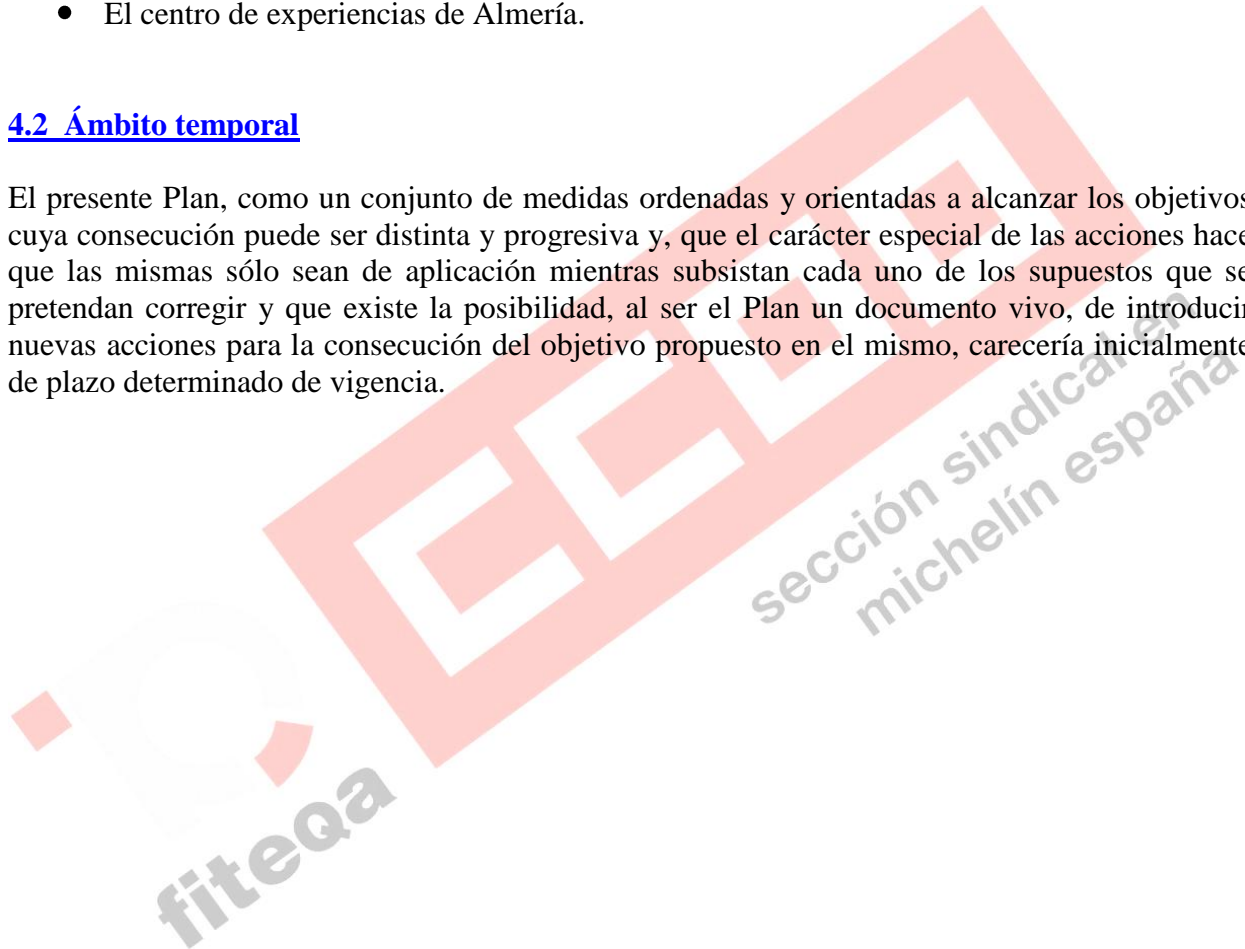 • El centro de experiencias de Almería.
4.2 Ámbito temporal
El presente Plan, como un conjunto de medidas ordenadas y orientadas a alcanzar los objetivos
cuya consecución puede ser distinta y progresiva y, que el carácter especial de las acciones hace
que las mismas sólo sean de aplicación mientras subsistan cada uno de los supuestos que se
pretendan corregir y que existe la posibilidad, al ser el Plan un documento vivo, de introducir
nuevas acciones para la consecución del objetivo propuesto en el mismo, carecería inicialmente
de plazo determinado de vigencia.
CCOO
sección sindical en
michelín españa
fiteqa